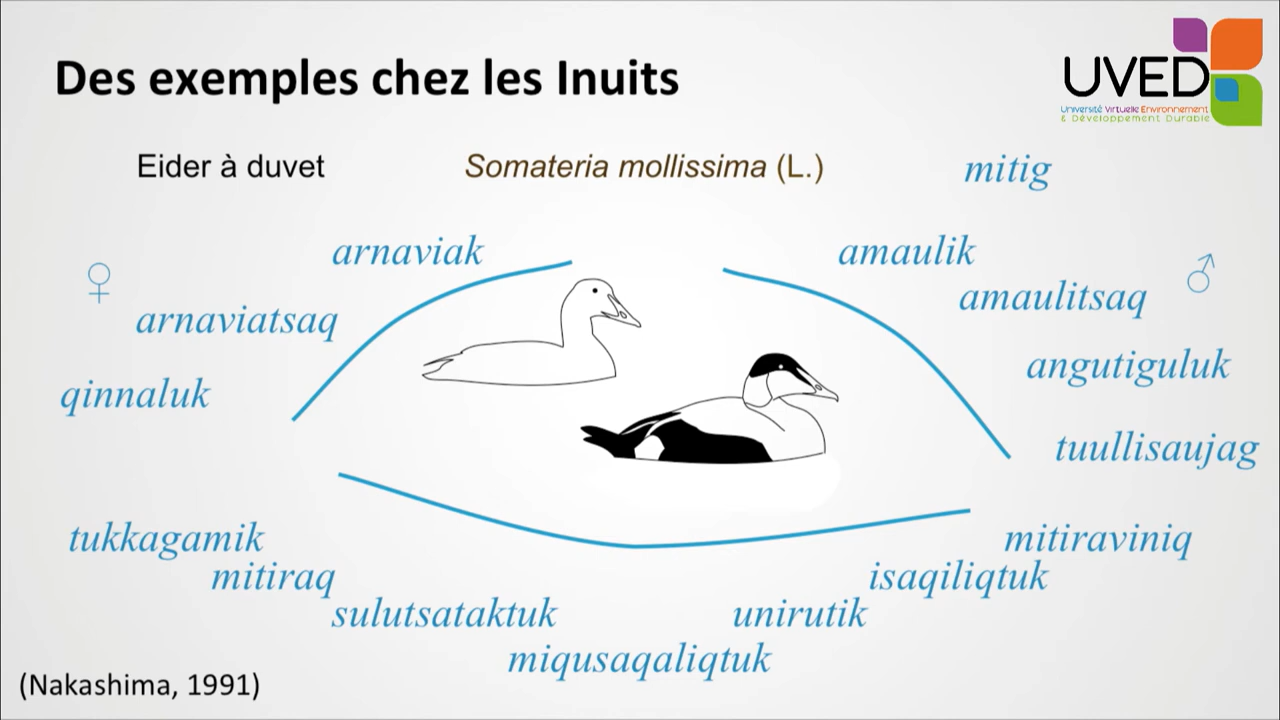 Des exemples chez les Inuits
UVED
Université Virtuelle Environnement
& Développement Durable
Eider à duvet
Somateria mollissima (L.)
mitig
arnaviak
amaulik
♀
♂
arnaviatsaq
amaulitsaq
qinnaluk
angutiguluk
tuullisaujag
tukkagamik
mitiraviniq
mitiraq
isaqiliqtuk
sulutsataktuk
unirutik
miqusaqaliqtuk
(Nakashima, 1991)